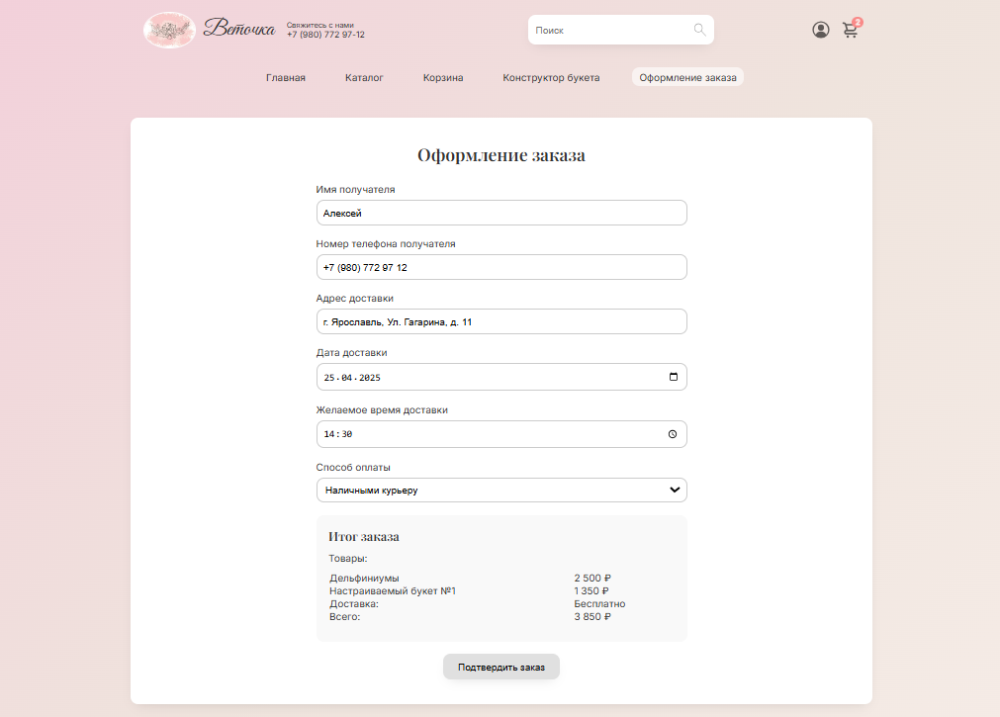 Веточка
Свяжитесь с нами
+7 (980) 772 97-12
Поиск
2
Главная Каталог Корзина Конструктор букета Оформление заказа
Оформление заказа
Имя получателя
Алексей
Номер телефона получателя
+7 (980) 772 97 12
Адрес доставки
г. Ярославль, Ул. Гагарина, д. 11
Дата доставки
25.04.2025
Желаемое время доставки
14:30
Способ оплаты
Наличными курьеру
Итог заказа
Товары:
Дельфиниумы 2 500 ₽
Настраиваемый букет №1 1 350 ₽
Доставка: Бесплатно
Всего: 3 850 ₽
Подтвердить заказ